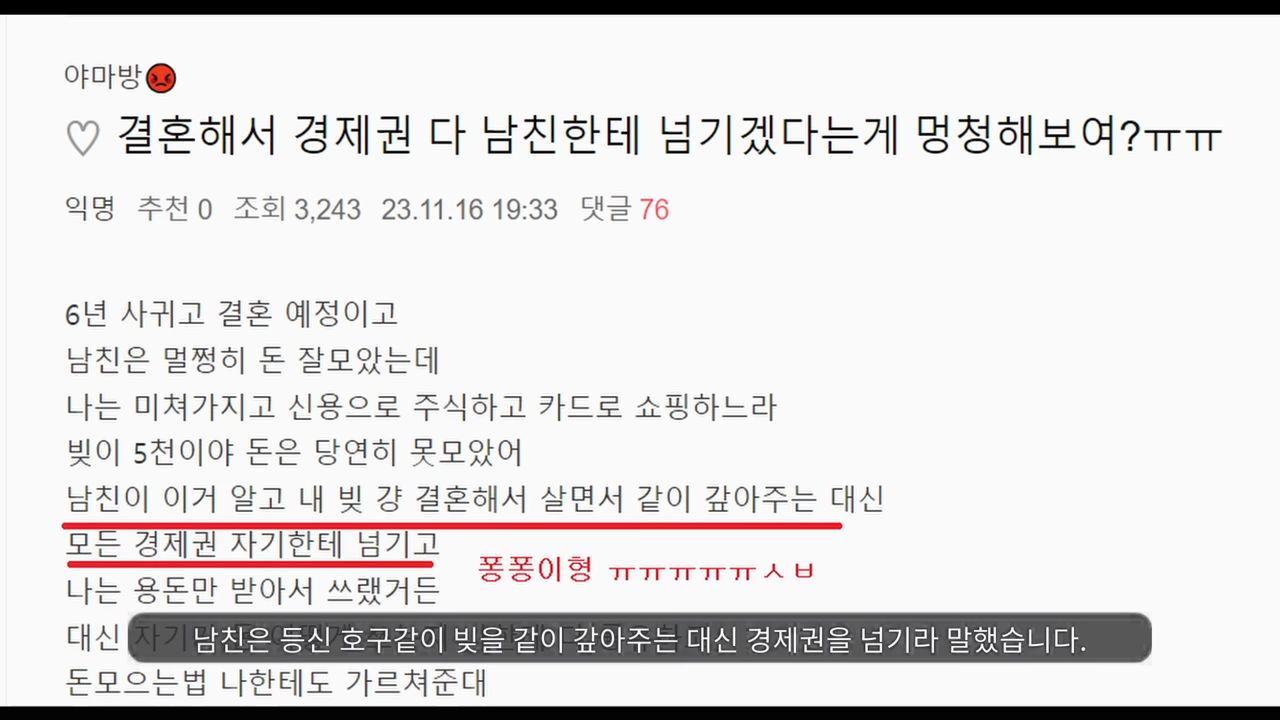 야마방😡
♡ 결혼해서 경제권 다 남친한테 넘기겠다는게 멍청해보여?ㅠㅠ
익명 추천 0 조회 3,243 23.11.16 19:33 댓글 76
6년 사귀고 결혼 예정이고
남친은 멀쩡히 돈 잘모았는데
나는 미쳐가지고 신용으로 주식하고 카드로 쇼핑하느라
빚이 5천이야 돈은 당연히 못모았어
남친이 이거 알고 내 빚 걍 결혼해서 살면서 같이 갚아주는 대신
모든 경제권 자기한테 넘기고
퐁퐁이형 ㅠㅠㅠㅠㅠㅅㅂ
나는 용돈만 받아서 쓰랬거든
대신
남친은 등신 호구같이 빚을 같이 갚아주는 대신 경제권을 넘기라 말했습니다.
돈모으는법 나한테도 가르쳐준대